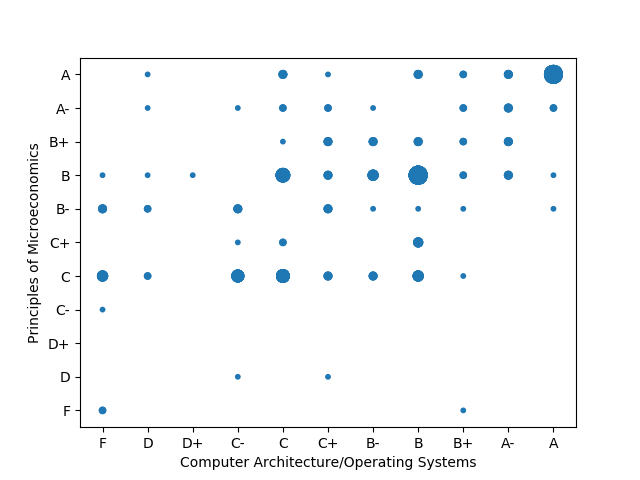 A
A-
B+
B
B-
C+
C
C-
D+
D
F
Principles of Microeconomics
F D D+ C- C C+ B- B B+ A- A
Computer Architecture/Operating Systems